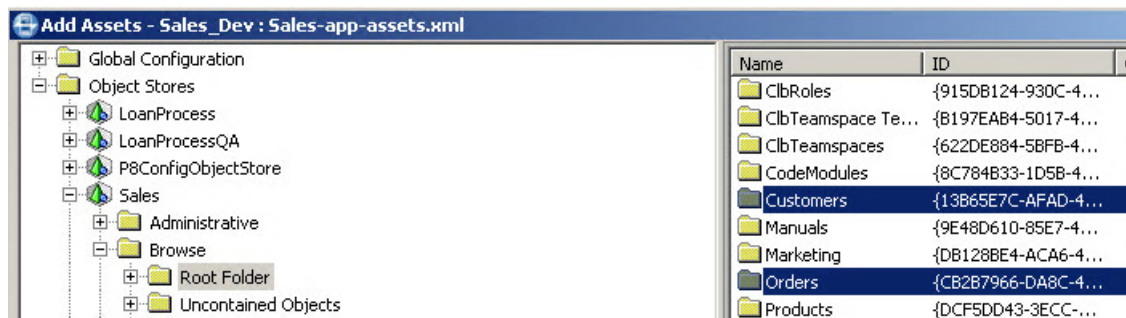 Add Assets - Sales_Dev : Sales-app-assets.xml
Global Configuration
Object Stores
LoanProcess
LoanProcessQA
P8ConfigObjectStore
Sales
Administrative
Browse
Root Folder
Uncontained Objects
Name ID
ClbRoles {915DB124-930C-4...
ClbTeamspace Te... {B197EAB4-5017-4...
ClbTeamspaces {622DE884-5BFB-4...
CodeModules {8C784B33-1D5B-4...
Customers {13B65E7C-AFAD-4...
Manuals {9E48D610-85E7-4...
Marketing {DB128BE4-ACA6-4...
Orders {CB2B7966-DA8C-4...
Products {DCF5DD43-3ECC-...